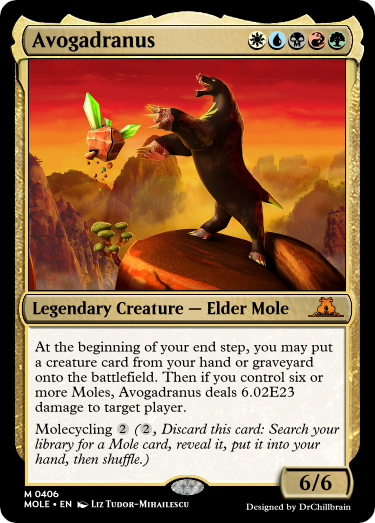 Avogadranus
Legendary Creature — Elder Mole
At the beginning of your end step, you may put
a creature card from your hand or graveyard
onto the battlefield. Then if you control six or
more Moles, Avogadranus deals 6.02E23
damage to target player.
Molecycling 2 (2, Discard this card: Search your
library for a Mole card, reveal it, put it into your
hand, then shuffle.)
6/6
M 0406
MOLE • EN Liz Tudor-Mihailescu
Designed by DrChillbrain